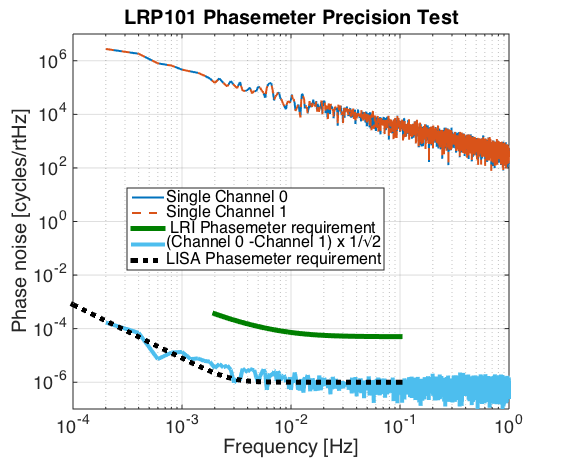 LRP101 Phasemeter Precision Test
Phase noise [cycles/rtHz]
10^6
10^4
10^2
10^0
10^-2
10^-4
10^-6
Single Channel 0
Single Channel 1
LRI Phasemeter requirement
(Channel 0 -Channel 1) x 1/√2
LISA Phasemeter requirement
10^-4 10^-3 10^-2 10^-1 10^0
Frequency [Hz]